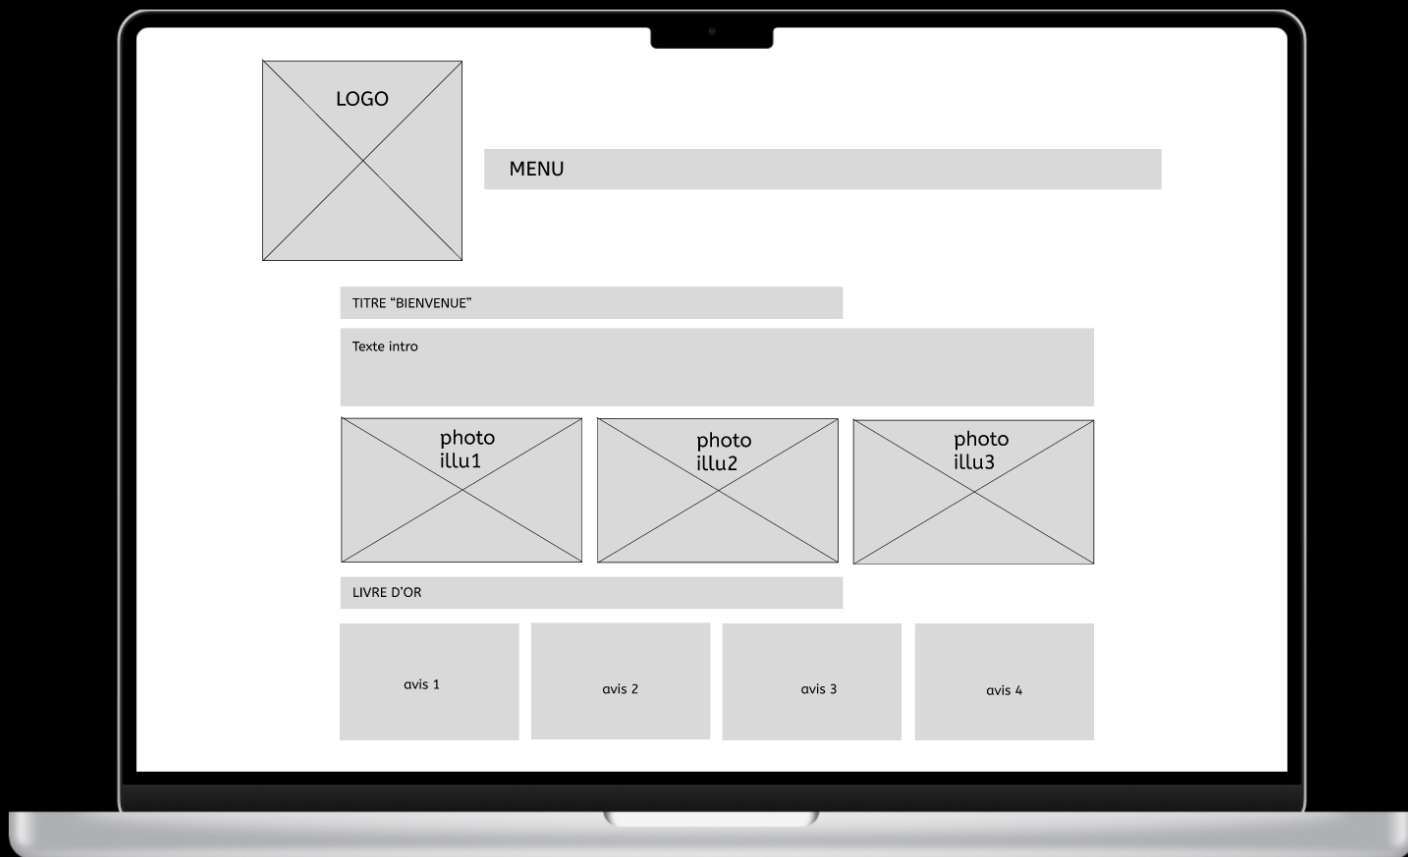 LOGO
MENU
TITRE “BIENVENUE”
Texte intro
photo
illu1
photo
illu2
photo
illu3
LIVRE D’OR
avis 1
avis 2
avis 3
avis 4